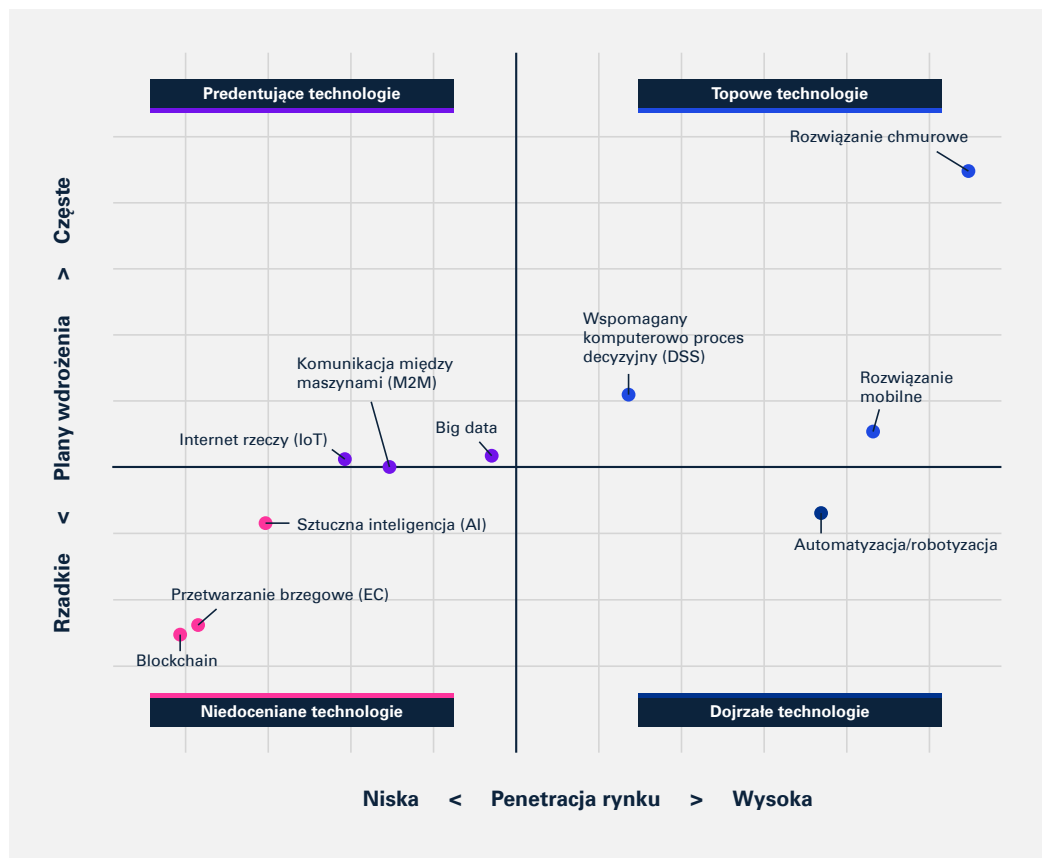 Predentujące technologie
Topowe technologie
Rozwiązanie chmurowe
Częste
>
Plany wdrożenia
<
Rzadkie
Wspomagany
komputerowo proces
decyzyjny (DSS)
Komunikacja między
maszynami (M2M)
Rozwiązanie
mobilne
Big data
Internet rzeczy (IoT)
Sztuczna inteligencja (AI)
Automatyzacja/robotyzacja
Przetwarzanie brzegowe (EC)
Blockchain
Niedoceniane technologie
Dojrzałe technologie
Niska < Penetracja rynku > Wysoka